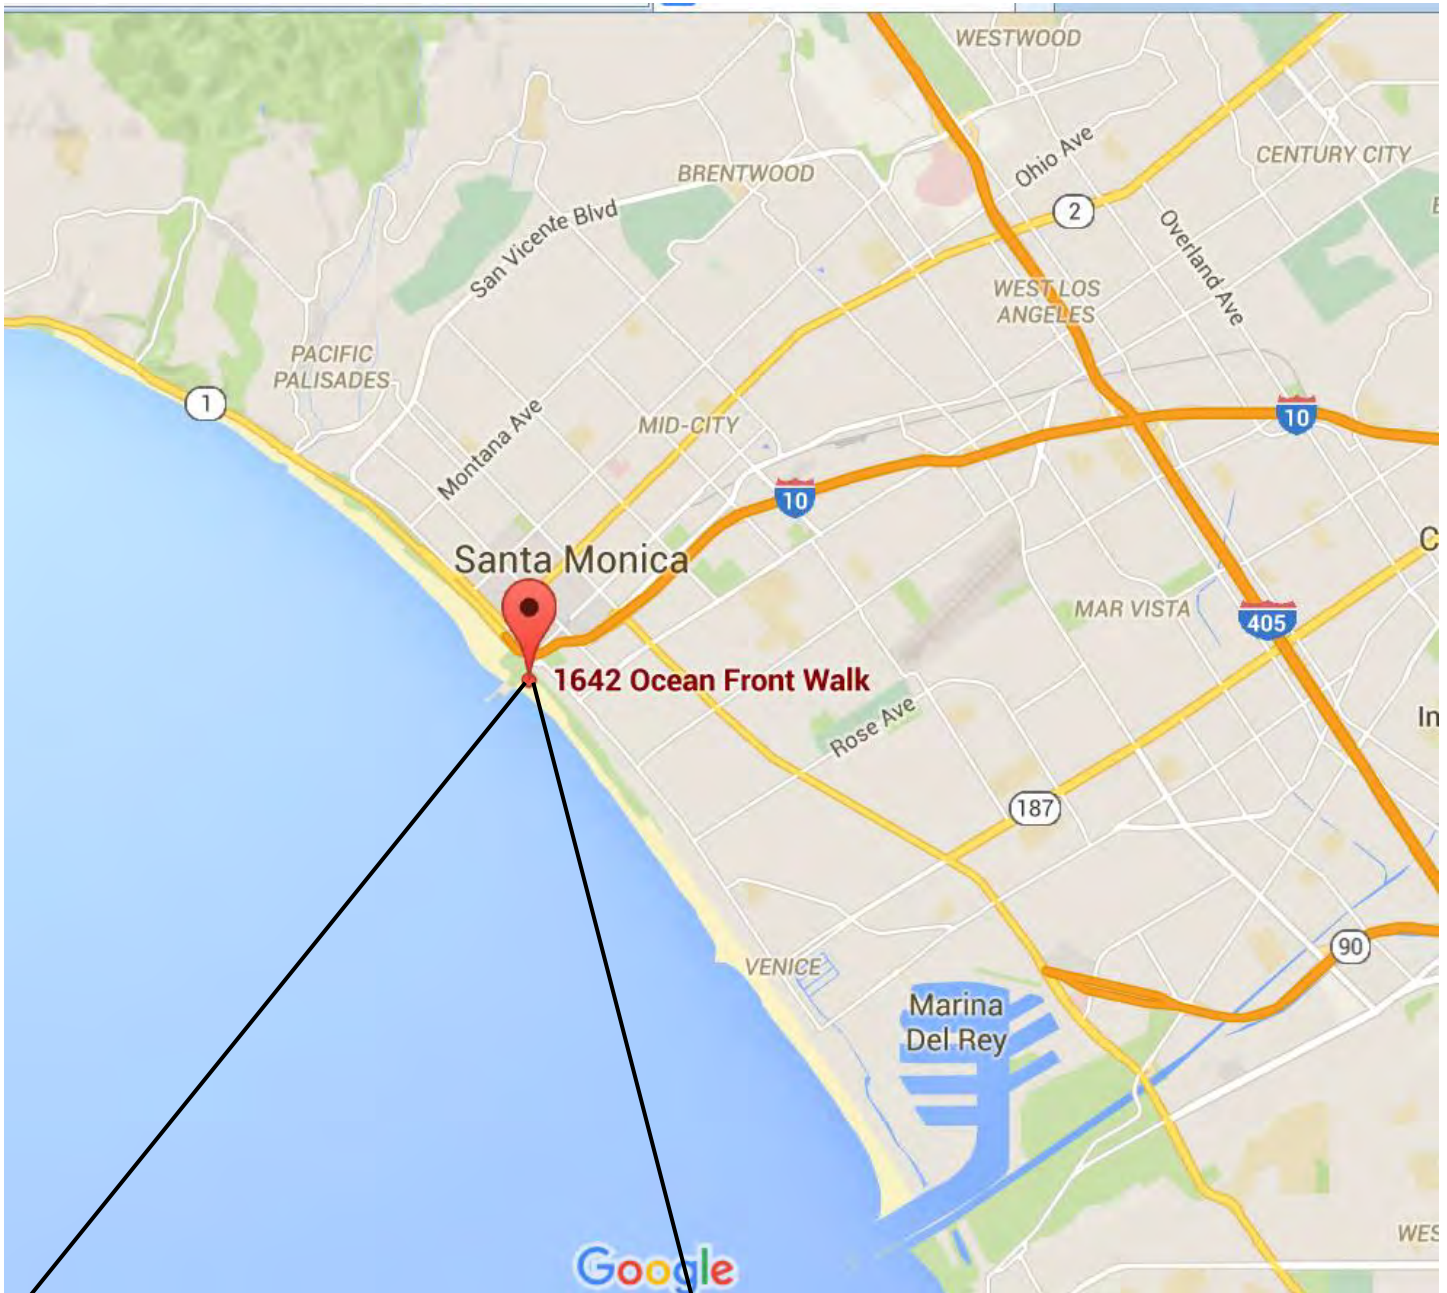 WESTWOOD
Ohio Ave
CENTURY CITY
BRENTWOOD
2
San Vicente Blvd
Overland Ave
WEST LOS
ANGELES
PACIFIC
PALISADES
1
Montana Ave
MID-CITY
10
10
Santa Monica
MAR VISTA
405
1642 Ocean Front Walk
Rose Ave
In
187
VENICE
90
Marina
Del Rey
WES
Google